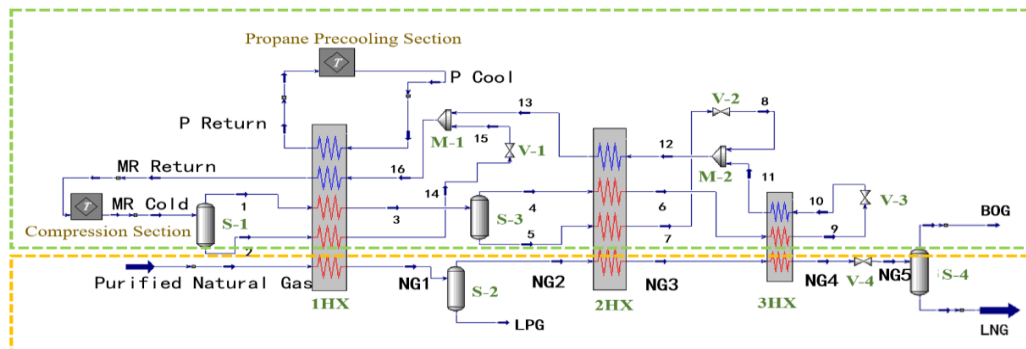 Propane Precooling Section
T
P Cool
V-2
8
13
M-1
15
P Return
V-1
12
M-2
MR Return
16
14
11
10
V-3
T
MR Cold
S-1
1
3
S-3
4
6
9
BOG
Compression Section
2
5
7
Purified Natural Gas
1HX
NG1
S-2
NG2
2HX
NG3
3HX
NG4
V-4
NG5
S-4
LPG
LNG